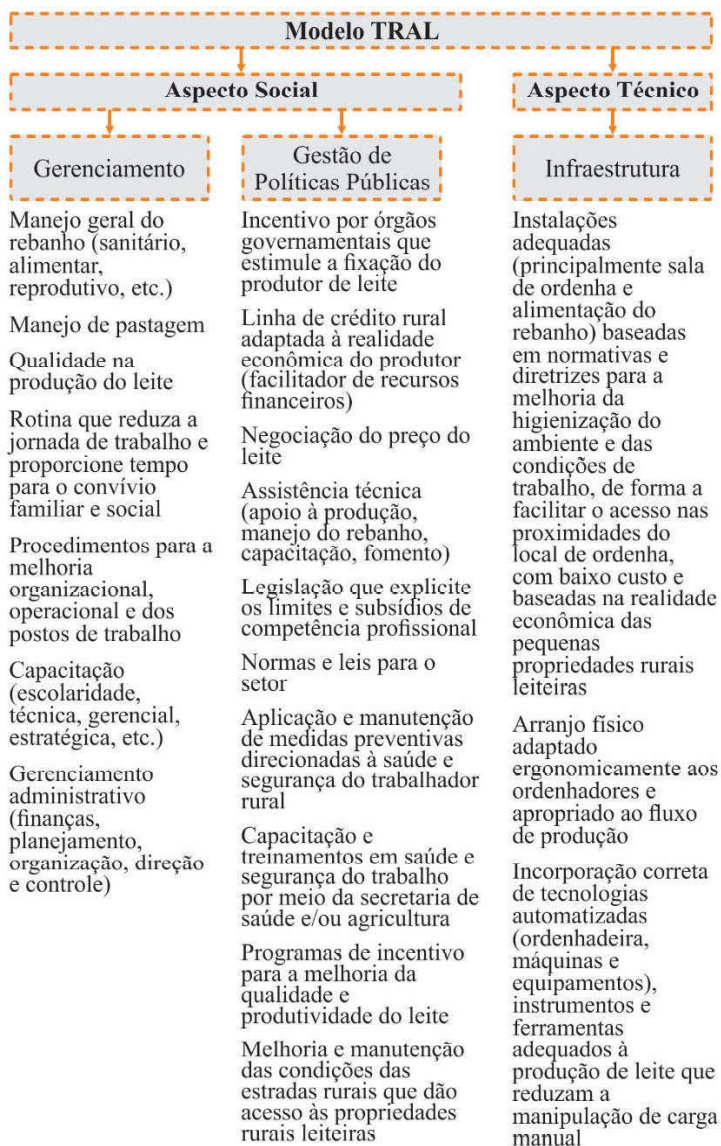 Modelo TRAL
Aspecto Social
Aspecto Técnico
Gerenciamento
Gestão de
Políticas Públicas
Infraestrutura
Manejo geral do
rebanho (sanitário,
alimentar,
reprodutivo, etc.)
Manejo de pastagem
Qualidade na
produção do leite
Rotina que reduza a
jornada de trabalho e
proporcione tempo
para o convívio
familiar e social
Procedimentos para a
melhoria
organizacional,
operacional e dos
postos de trabalho
Capacitação
(escolaridade,
técnica, gerencial,
estratégica, etc.)
Gerenciamento
administrativo
(finanças,
planejamento,
organização, direção
e controle)
Incentivo por órgãos
governamentais que
estimule a fixação do
produtor de leite
Linha de crédito rural
adaptada à realidade
econômica do produtor
(facilitador de recursos
financeiros)
Negociação do preço do
leite
Assistência técnica
(apoio à produção,
manejo do rebanho,
capacitação, fomento)
Legislação que explicite
os limites e subsídios de
competência profissional
Normas e leis para o
setor
Aplicação e manutenção
de medidas preventivas
direcionadas à saúde e
segurança do trabalhador
rural
Capacitação e
treinamentos em saúde e
segurança do trabalho
por meio da secretaria de
saúde e/ou agricultura
Programas de incentivo
para a melhoria da
qualidade e
produtividade do leite
Melhoria e manutenção
das condições das
estradas rurais que dão
acesso às propriedades
rurais leiteiras
Instalações
adequadas
(principalmente sala
de ordenha e
alimentação do
rebanho) baseadas
em normativas e
diretrizes para a
melhoria da
higienização do
ambiente e das
condições de
trabalho, de forma a
facilitar o acesso nas
proximidades do
local de ordenha,
com baixo custo e
baseadas na realidade
econômica das
pequenas
propriedades rurais
leiteiras
Arranjo físico
adaptado
ergonomicamente aos
ordenhadores e
apropriado ao fluxo
de produção
Incorporação correta
de tecnologias
automatizadas
(ordenhadeira,
máquinas e
equipamentos),
instrumentos e
ferramentas
adequados à
produção de leite que
reduzam a
manipulação de carga
manual